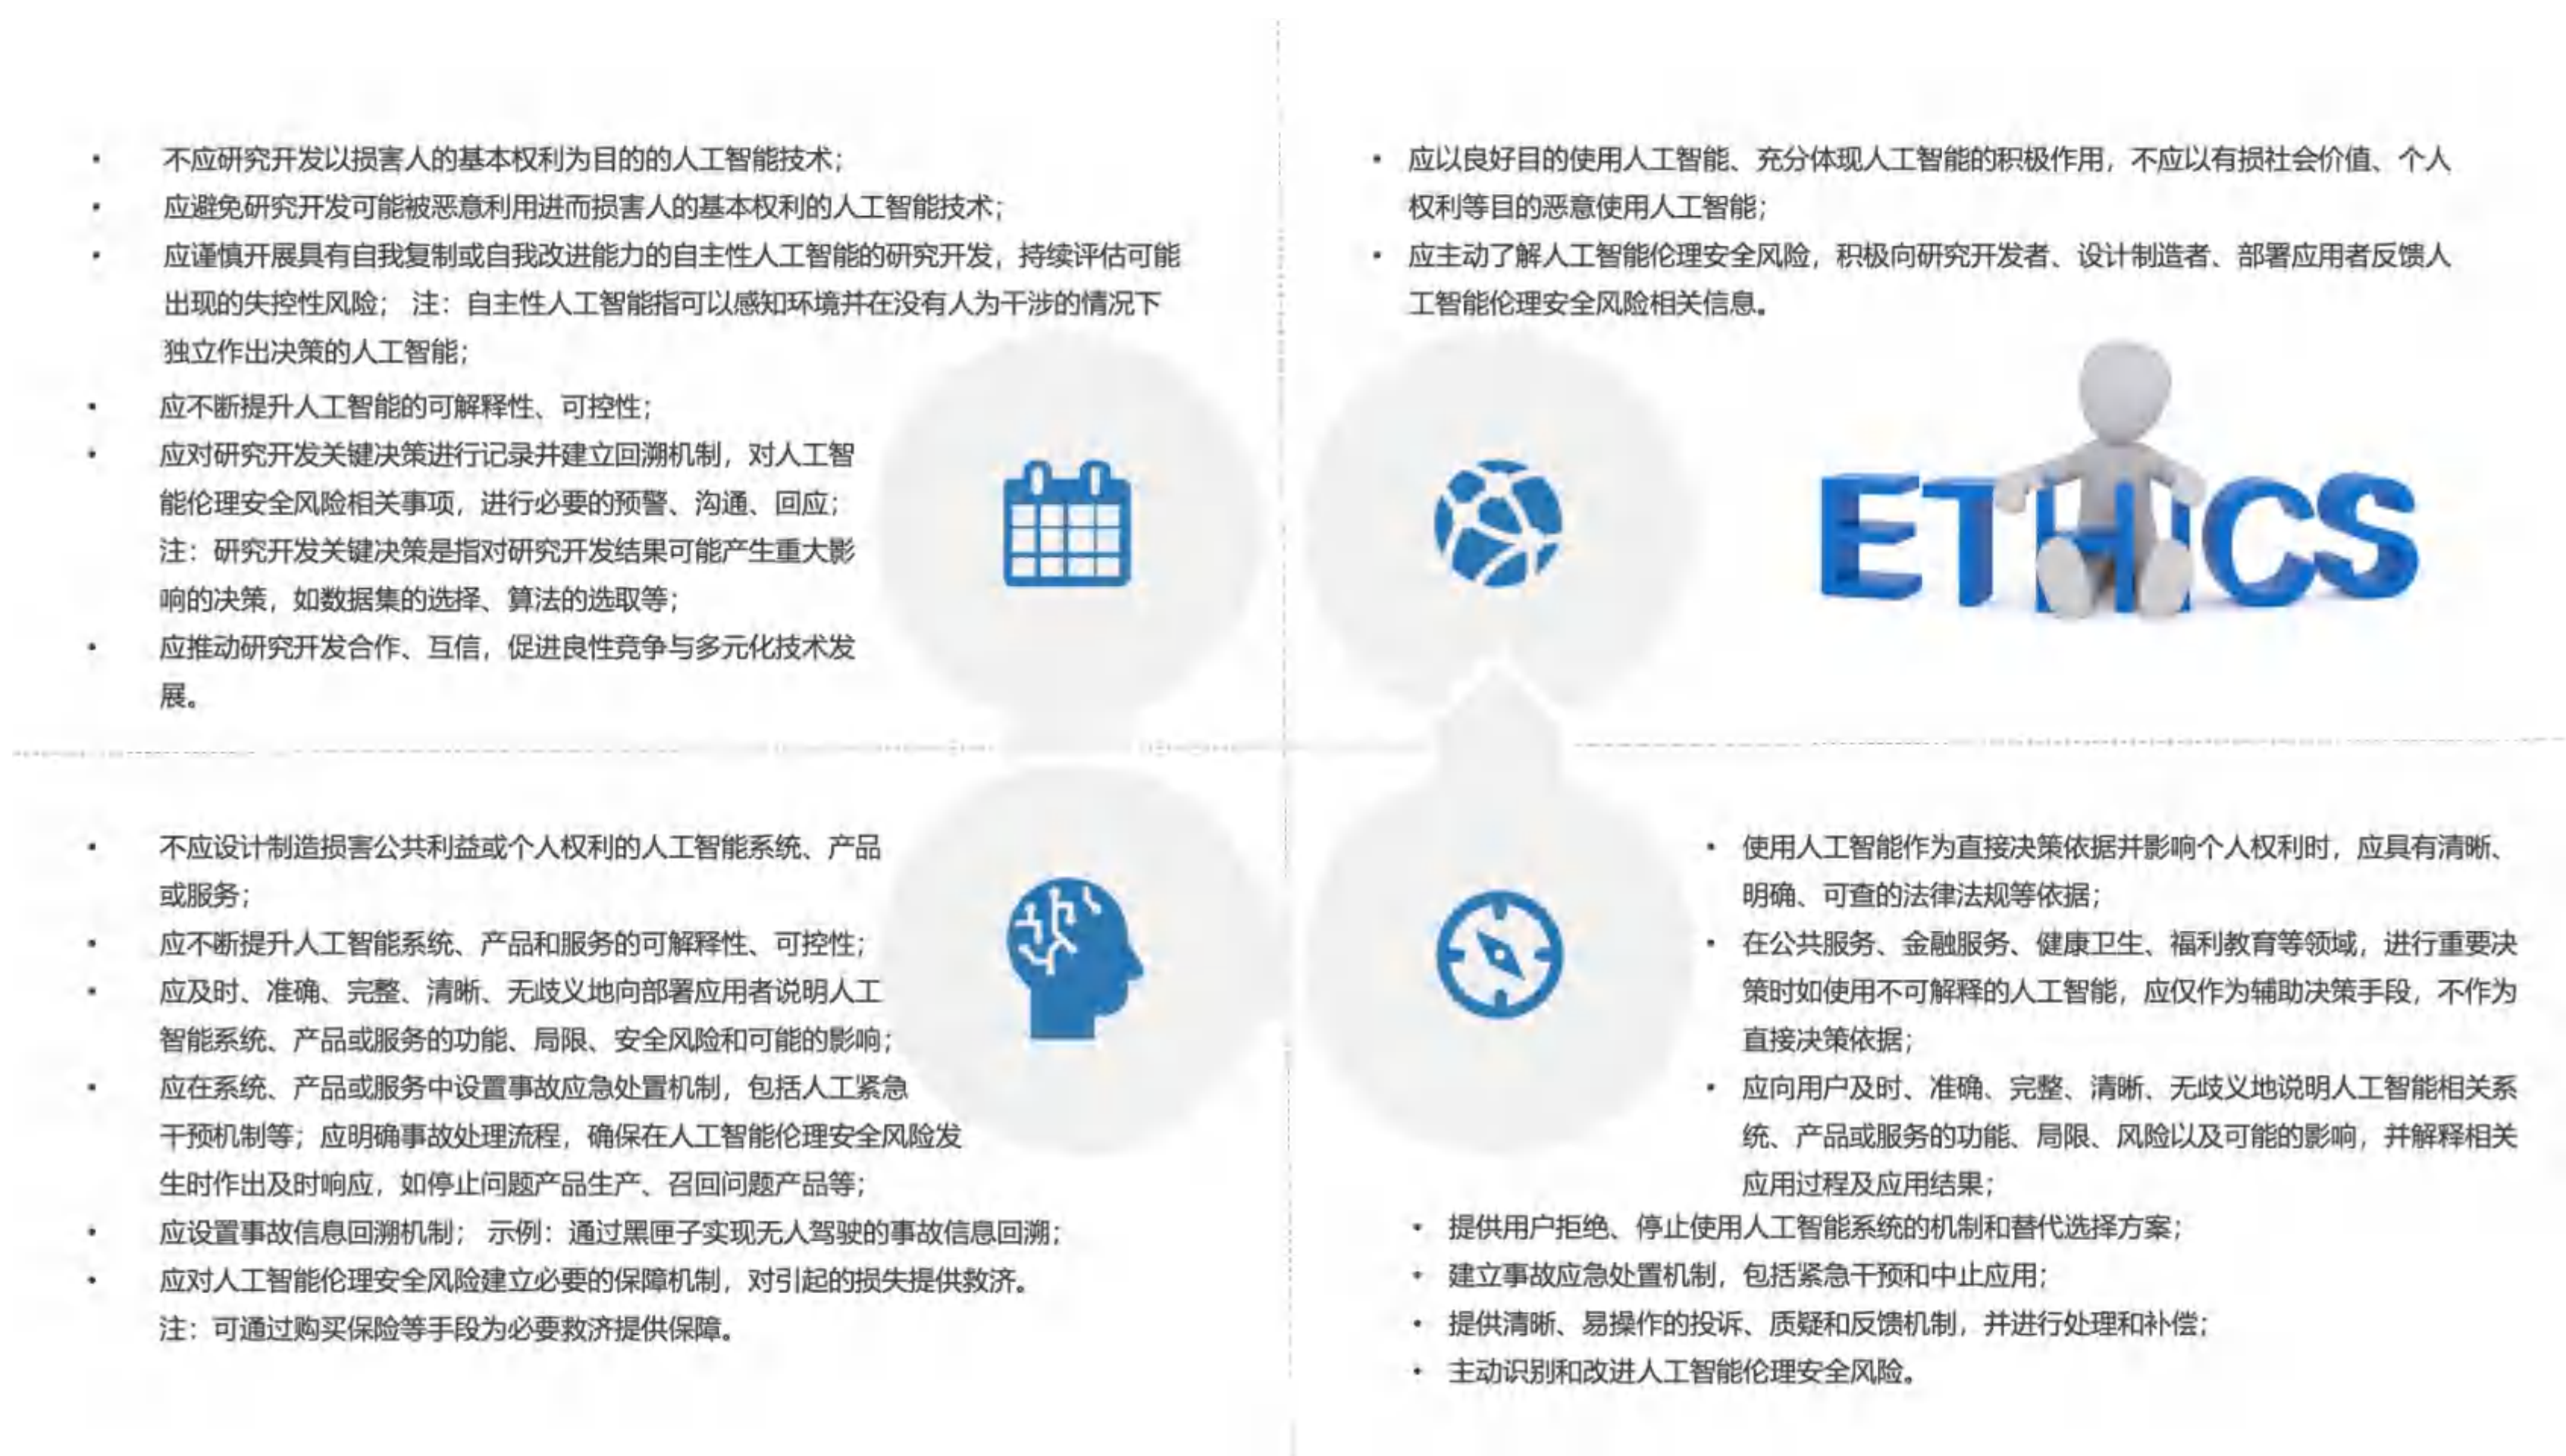 不应研究开发以损害人的基本权利为目的的人工智能技术；
应避免研究开发可能被恶意利用进而损害人的基本权利的人工智能技术；
应谨慎开展具有自我复制或自我改进能力的自主性人工智能的研究开发，持续评估可能
出现的失控性风险； 注：自主性人工智能指可以感知环境并在没有人为干涉的情况下
独立作出决策的人工智能；
应不断提升人工智能的可解释性、可控性；
应对研究开发关键决策进行记录并建立回溯机制，对人工智
能伦理安全风险相关事项，进行必要的预警、沟通、回应；
注：研究开发关键决策是指对研究开发结果可能产生重大影
响的决策，如数据集的选择、算法的选取等；
应推动研究开发合作、互信，促进良性竞争与多元化技术发
展。
应以良好目的使用人工智能、充分体现人工智能的积极作用，不应以有损社会价值、个人
权利等目的恶意使用人工智能；
应主动了解人工智能伦理安全风险，积极向研究开发者、设计制造者、部署应用者反馈人
工智能伦理安全风险相关信息。
ETHICS
不应设计制造损害公共利益或个人权利的人工智能系统、产品
或服务；
应不断提升人工智能系统、产品和服务的可解释性、可控性；
应及时、准确、完整、清晰、无歧义地向部署应用者说明人工
智能系统、产品或服务的功能、局限、安全风险和可能的影响；
应在系统、产品或服务中设置事故应急处置机制，包括人工紧急
干预机制等；应明确事故处理流程，确保在人工智能伦理安全风险发
生时作出及时响应，如停止问题产品生产、召回问题产品等；
应设置事故信息回溯机制； 示例：通过黑匣子实现无人驾驶的事故信息回溯；
应对人工智能伦理安全风险建立必要的保障机制，对引起的损失提供救济。
注：可通过购买保险等手段为必要救济提供保障。
使用人工智能作为直接决策依据并影响个人权利时，应具有清晰、
明确、可查的法律法规等依据；
在公共服务、金融服务、健康卫生、福利教育等领域，进行重要决
策时如使用不可解释的人工智能，应仅作为辅助决策手段，不作为
直接决策依据；
应向用户及时、准确、完整、清晰、无歧义地说明人工智能相关系
统、产品或服务的功能、局限、风险以及可能的影响，并解释相关
应用过程及应用结果；
提供用户拒绝、停止使用人工智能系统的机制和替代选择方案；
建立事故应急处置机制，包括紧急干预和中止应用；
提供清晰、易操作的投诉、质疑和反馈机制，并进行处理和补偿；
主动识别和改进人工智能伦理安全风险。